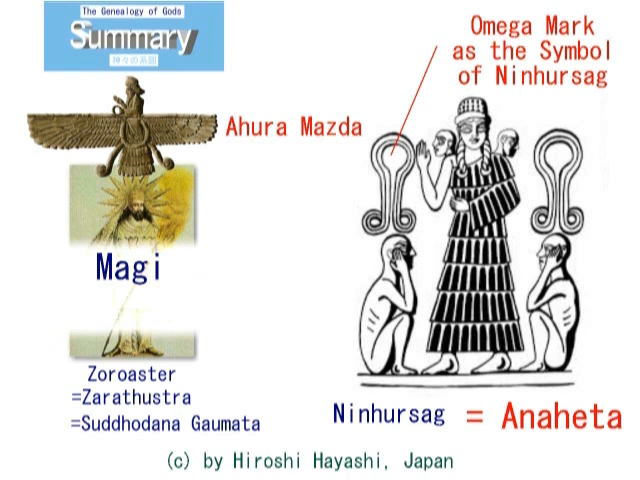 The Genealogy of Gods
Summary
神々の系図
Omega Mark
as the Symbol
of Ninhursag
Ahura Mazda
Magi
Zoroaster
=Zarathustra
=Suddhodana Gaumata
Ninhursag = Anaheta
(c) by Hiroshi Hayashi, Japan